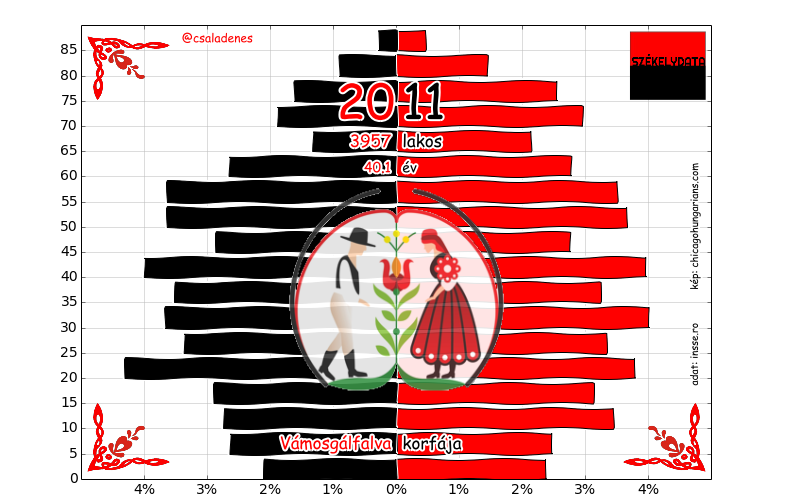 @csaladenes
SZÉKELYDATA
2011
3957 lakos
40.1 év
kép: chicagohungarians.com
adat: insse.ro
Vámosgálfalva korfája
85
80
75
70
65
60
55
50
45
40
35
30
25
20
15
10
5
0
4% 3% 2% 1% 0% 1% 2% 3% 4%